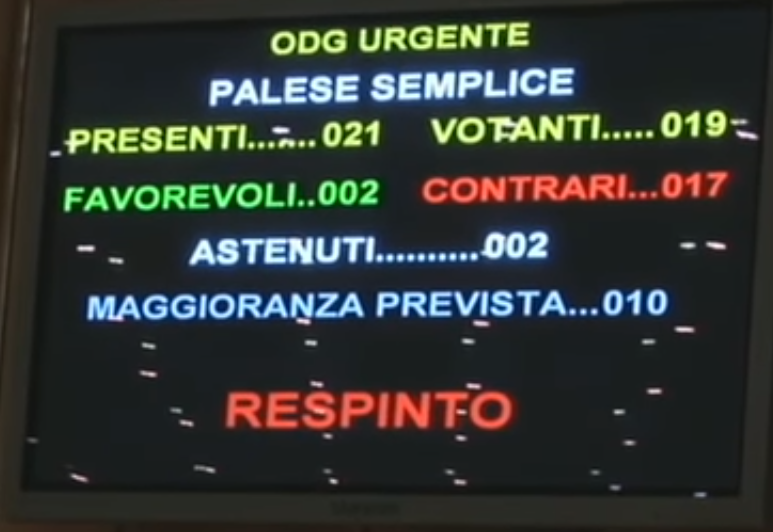 ODG URGENTE
PALESE SEMPLICE
PRESENTI.......021 VOTANTI.....019
FAVOREVOLI..002 CONTRARI...017
ASTENUTI..........002
MAGGIORANZA PREVISTA...010
RESPINTO